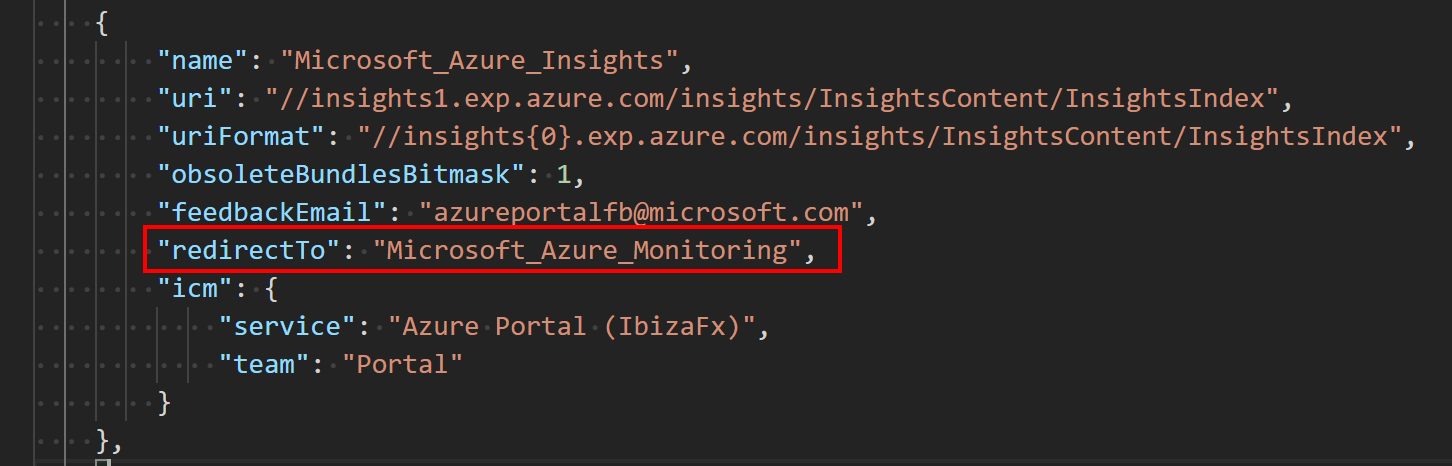 {
"name": "Microsoft_Azure_Insights",
"uri": "//insights1.exp.azure.com/insights/InsightsContent/InsightsIndex",
"uriFormat": "//insights{0}.exp.azure.com/insights/InsightsContent/InsightsIndex",
"obsoleteBundlesBitmask": 1,
"feedbackEmail": "azureportalfb@microsoft.com",
"redirectTo": "Microsoft_Azure_Monitoring",
"icm": {
"service": "Azure Portal (IbizaFx)",
"team": "Portal"
}
},